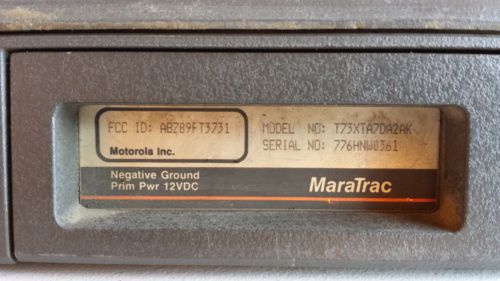 FCC ID: ABZ89FT3731
Motorola Inc.
MODEL NO: T73XTA7DA2AK
SERIAL NO: 776HNW0361
Negative Ground
Prim Pwr 12VDC
MaraTrac